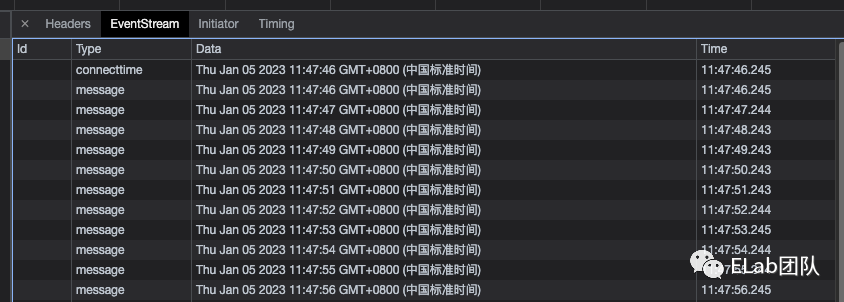 × Headers EventStream Initiator Timing
Id Type Data Time
connecttime Thu Jan 05 2023 11:47:46 GMT+0800 (中国标准时间) 11:47:46.245
message Thu Jan 05 2023 11:47:46 GMT+0800 (中国标准时间) 11:47:46.245
message Thu Jan 05 2023 11:47:47 GMT+0800 (中国标准时间) 11:47:47.244
message Thu Jan 05 2023 11:47:48 GMT+0800 (中国标准时间) 11:47:48.243
message Thu Jan 05 2023 11:47:49 GMT+0800 (中国标准时间) 11:47:49.243
message Thu Jan 05 2023 11:47:50 GMT+0800 (中国标准时间) 11:47:50.243
message Thu Jan 05 2023 11:47:51 GMT+0800 (中国标准时间) 11:47:51.243
message Thu Jan 05 2023 11:47:52 GMT+0800 (中国标准时间) 11:47:52.244
message Thu Jan 05 2023 11:47:53 GMT+0800 (中国标准时间) 11:47:53.245
message Thu Jan 05 2023 11:47:54 GMT+0800 (中国标准时间) 11:47:54.244
message Thu Jan 05 2023 11:47:55 GMT+0800 (中国标准时间)
ELab团队
message Thu Jan 05 2023 11:47:56 GMT+0800 (中国标准时间) 11:47:56.245